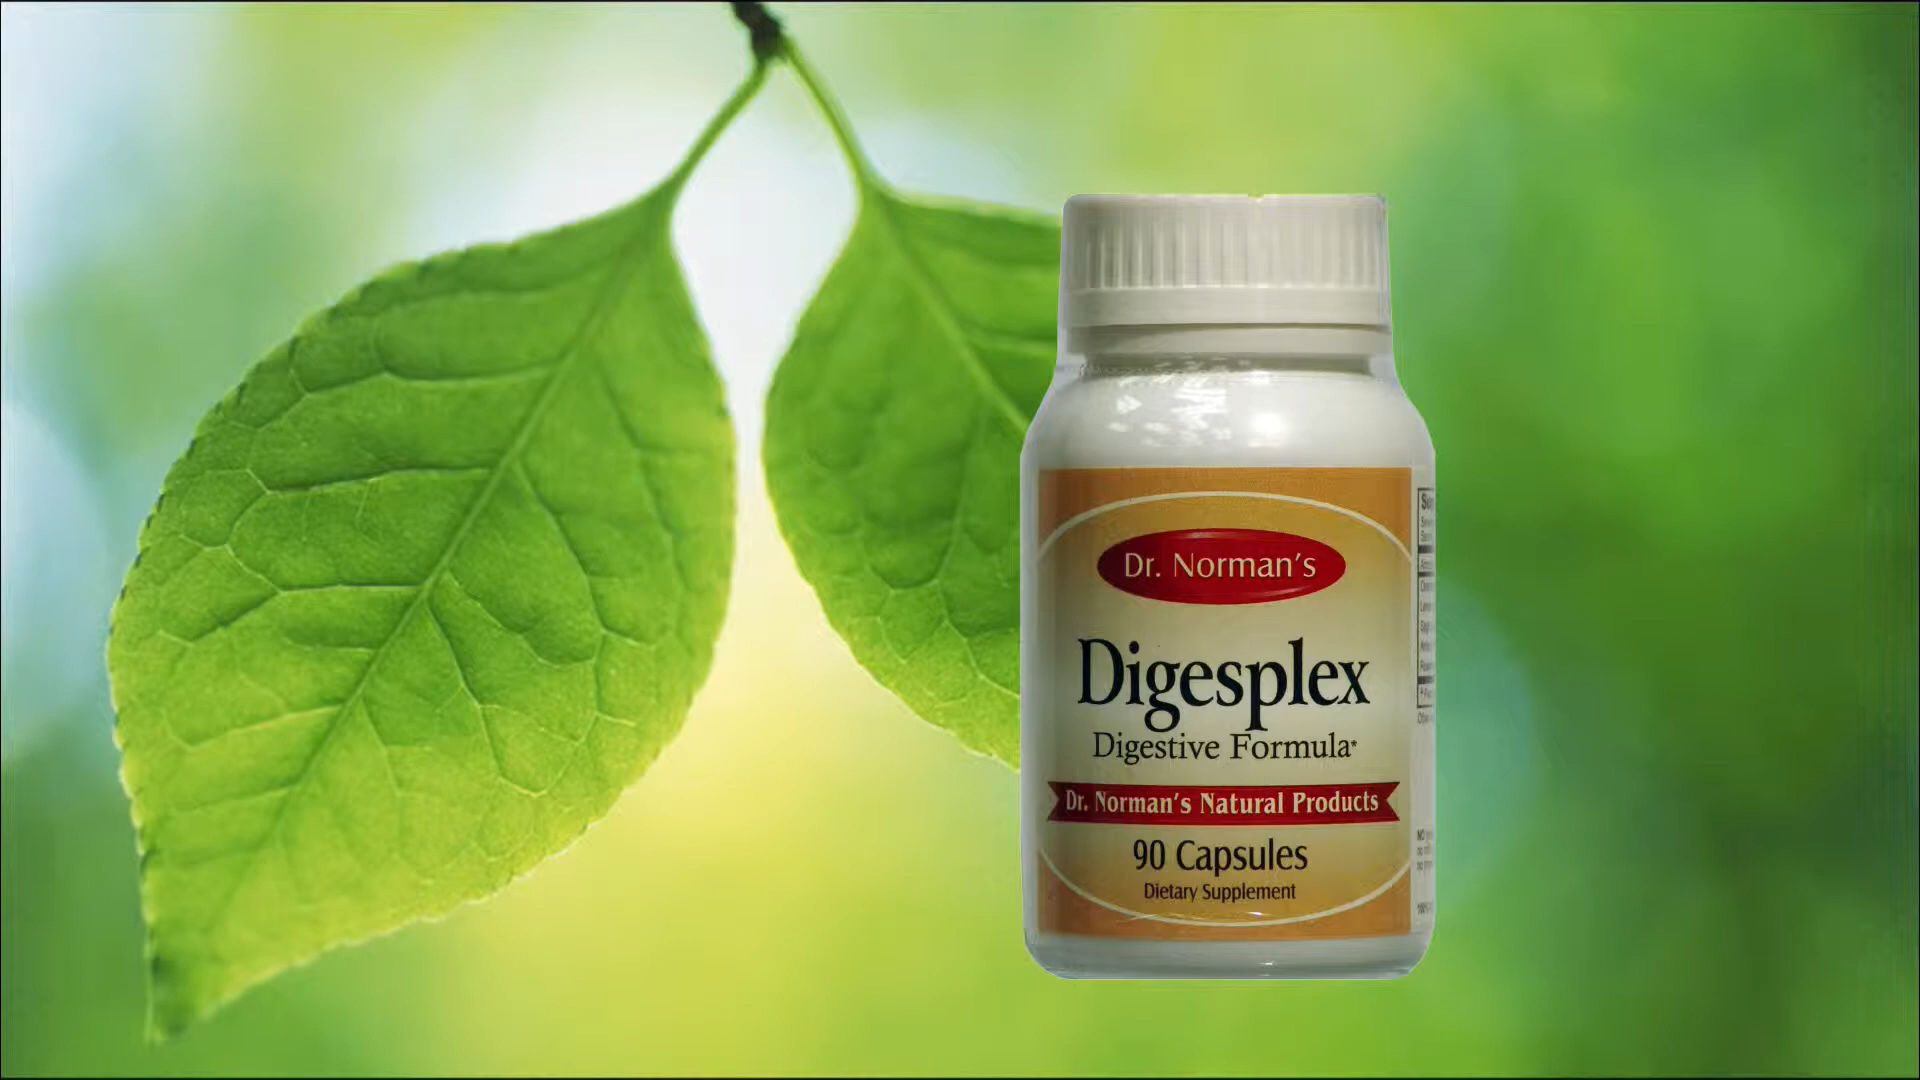 Dr. Norman's
Digesplex
Digestive Formula*
Dr. Norman's Natural Products
90 Capsules
Dietary Supplement